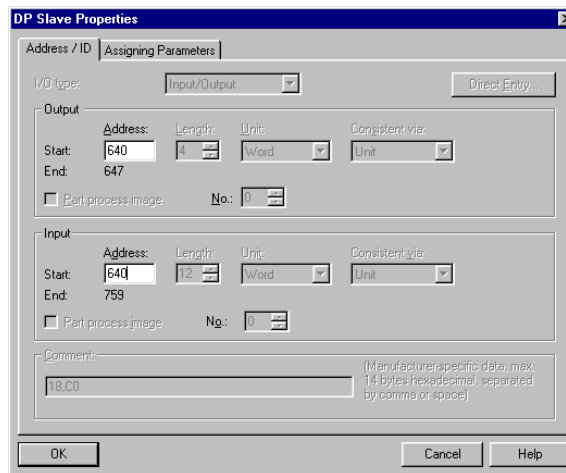 DP Slave Properties
Address / ID Assigning Parameters
I/O type: Input/Output Direct Entry...
Output
Address: Length: Unit: Consistent via:
Start: 640 4 Word Unit
End: 647
Part process image No.: 0
Input
Address: Length: Unit: Consistent via:
Start: 640 12 Word Unit
End: 759
Part process image No.: 0
Comment:
(Manufacturer-specific data, max.
18,C0 14 bytes hexadecimal, separated
by comma or space)
OK Cancel Help